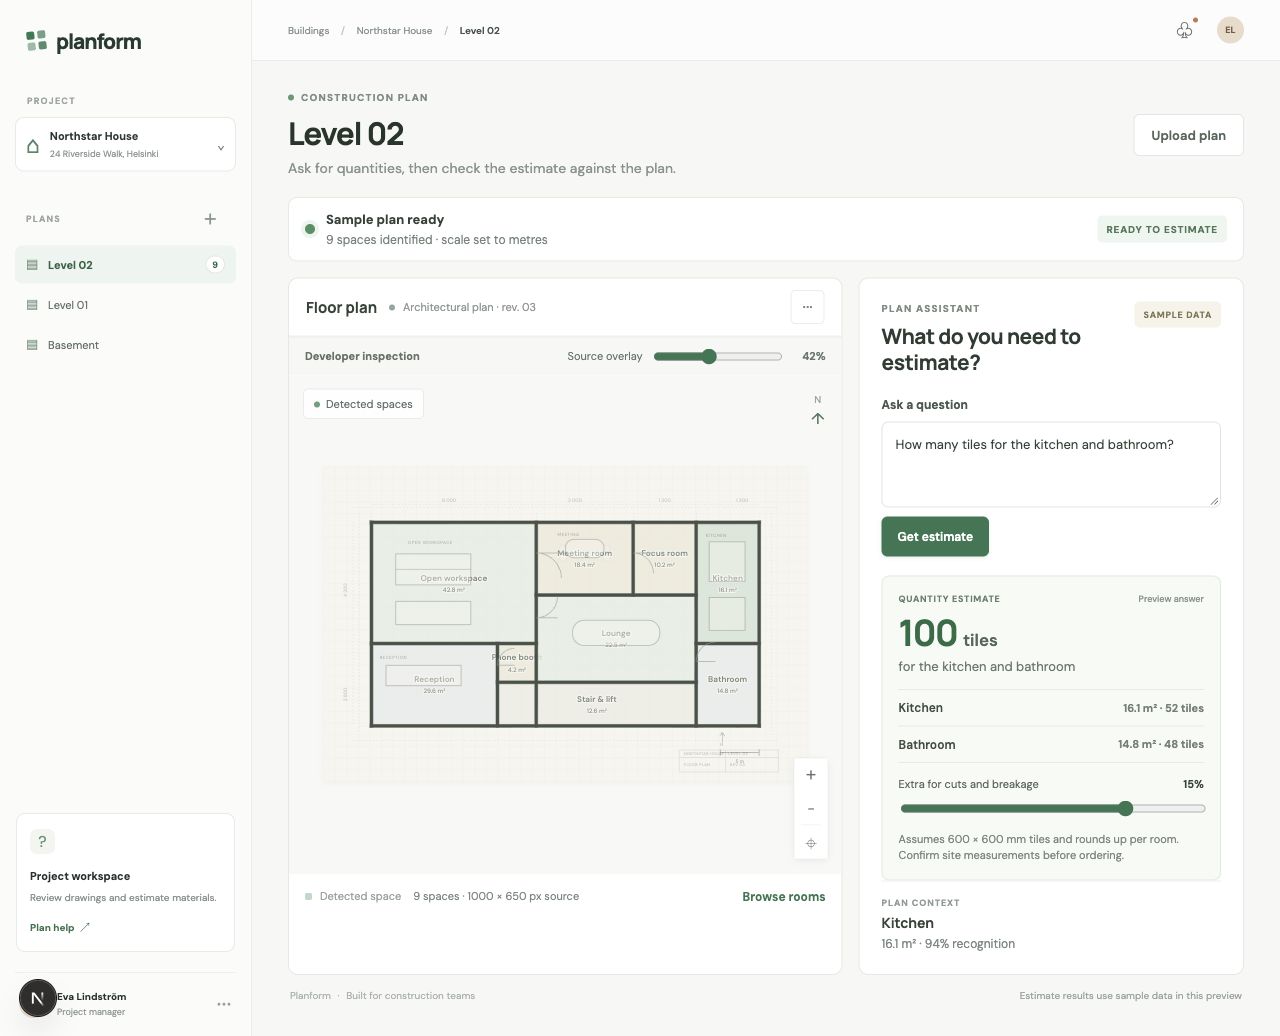 planform
PROJECT
Northstar House
24 Riverside Walk, Helsinki
PLANS
Level 02
9
Level 01
Basement
?
Project workspace
Review drawings and estimate materials.
Plan help
N
Eva Lindström
Project manager
Buildings / Northstar House / Level 02
EL
CONSTRUCTION PLAN
Level 02
Ask for quantities, then check the estimate against the plan.
Upload plan
Sample plan ready
9 spaces identified · scale set to metres
READY TO ESTIMATE
Floor plan
Architectural plan · rev. 03
Developer inspection
Source overlay
42%
Detected spaces
N
OPEN WORKSPACE
Open workspace
42.8 m²
MEETING
Meeting room
18.4 m²
Focus room
10.2 m²
KITCHEN
Kitchen
16.1 m²
Lounge
22.5 m²
RECEPTION
Reception
29.6 m²
Phone booth
4.2 m²
Stair & lift
12.6 m²
Bathroom
14.8 m²
FLOOR PLAN
5 m
Detected space
9 spaces · 1000 × 650 px source
Browse rooms
PLAN ASSISTANT
SAMPLE DATA
What do you need to
estimate?
Ask a question
How many tiles for the kitchen and bathroom?
Get estimate
QUANTITY ESTIMATE
Preview answer
100 tiles
for the kitchen and bathroom
Kitchen
16.1 m² · 52 tiles
Bathroom
14.8 m² · 48 tiles
Extra for cuts and breakage
15%
Assumes 600 × 600 mm tiles and rounds up per room.
Confirm site measurements before ordering.
PLAN CONTEXT
Kitchen
16.1 m² · 94% recognition
Planform · Built for construction teams
Estimate results use sample data in this preview